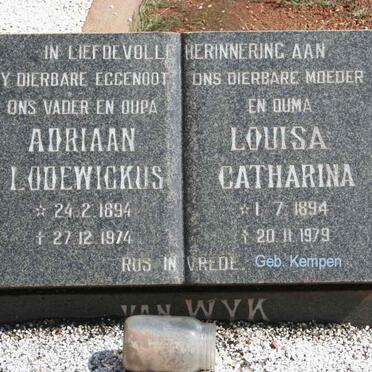 IN LIEFDEVOLLE HERINNERING AAN
Y DIERBARE EGGENOOT
ONS VADER EN OUPA
ADRIAAN
LODEWICKUS
☆ 24.2.1894
† 27.12.1974
ONS DIERBARE MOEDER
EN OUMA
LOUISA
CATHARINA
☆ 1.7.1894
† 20.11.1979
RUS IN VREDE Geb. Kempen
VAN WYK